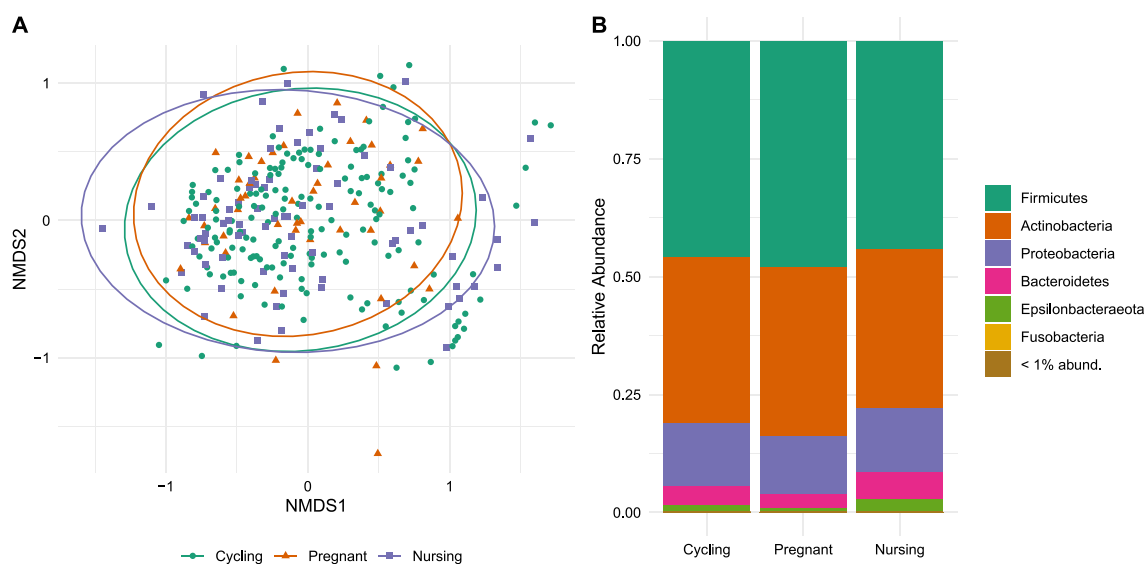 A
1
0
−1
NMDS2
−1
0
1
NMDS1
Cycling Pregnant Nursing
B
1.00
0.75
0.50
0.25
0.00
Relative Abundance
Cycling Pregnant Nursing
Firmicutes
Actinobacteria
Proteobacteria
Bacteroidetes
Epsilonbacteraeota
Fusobacteria
< 1% abund.